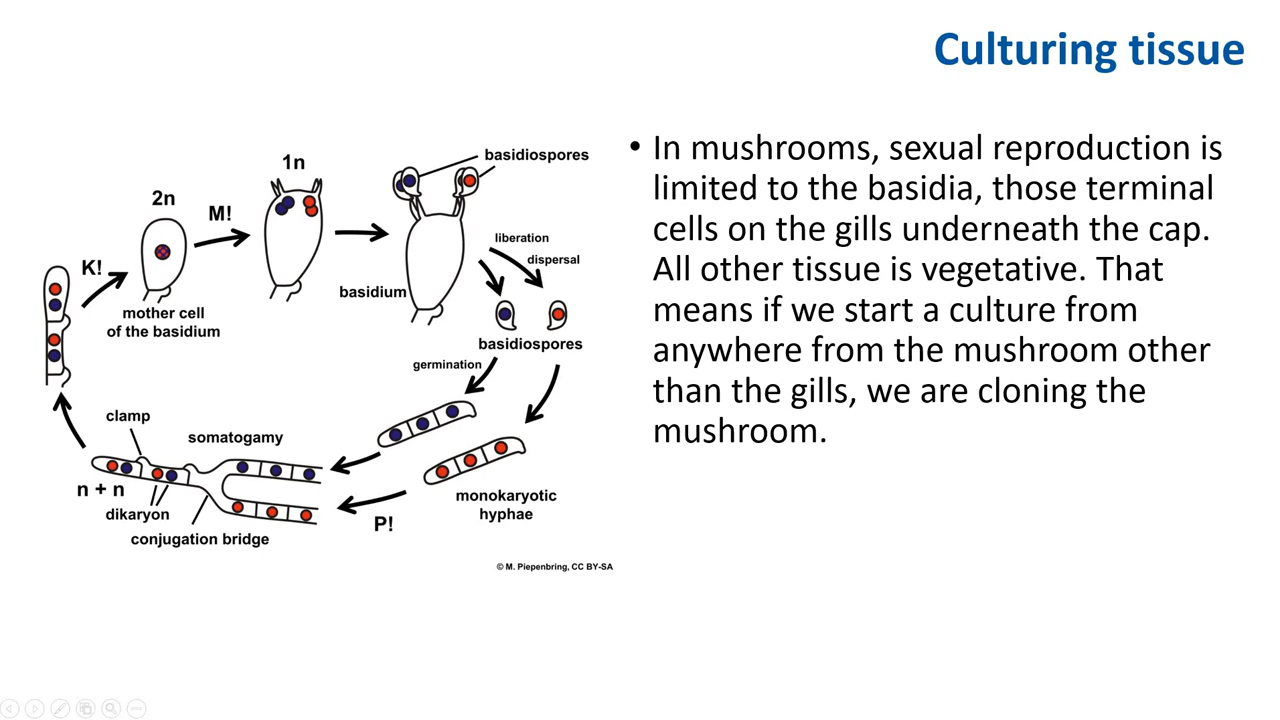 Culturing tissue
• In mushrooms, sexual reproduction is
limited to the basidia, those terminal
cells on the gills underneath the cap.
All other tissue is vegetative. That
means if we start a culture from
anywhere from the mushroom other
than the gills, we are cloning the
mushroom.
basidiospores
1n
2n
M!
K!
liberation
dispersal
basidium
mother cell
of the basidium
basidiospores
germination
clamp
somatogamy
n + n
dikaryon
conjugation bridge
monokaryotic
hyphae
P!
© M. Piepenbring, CC BY-SA